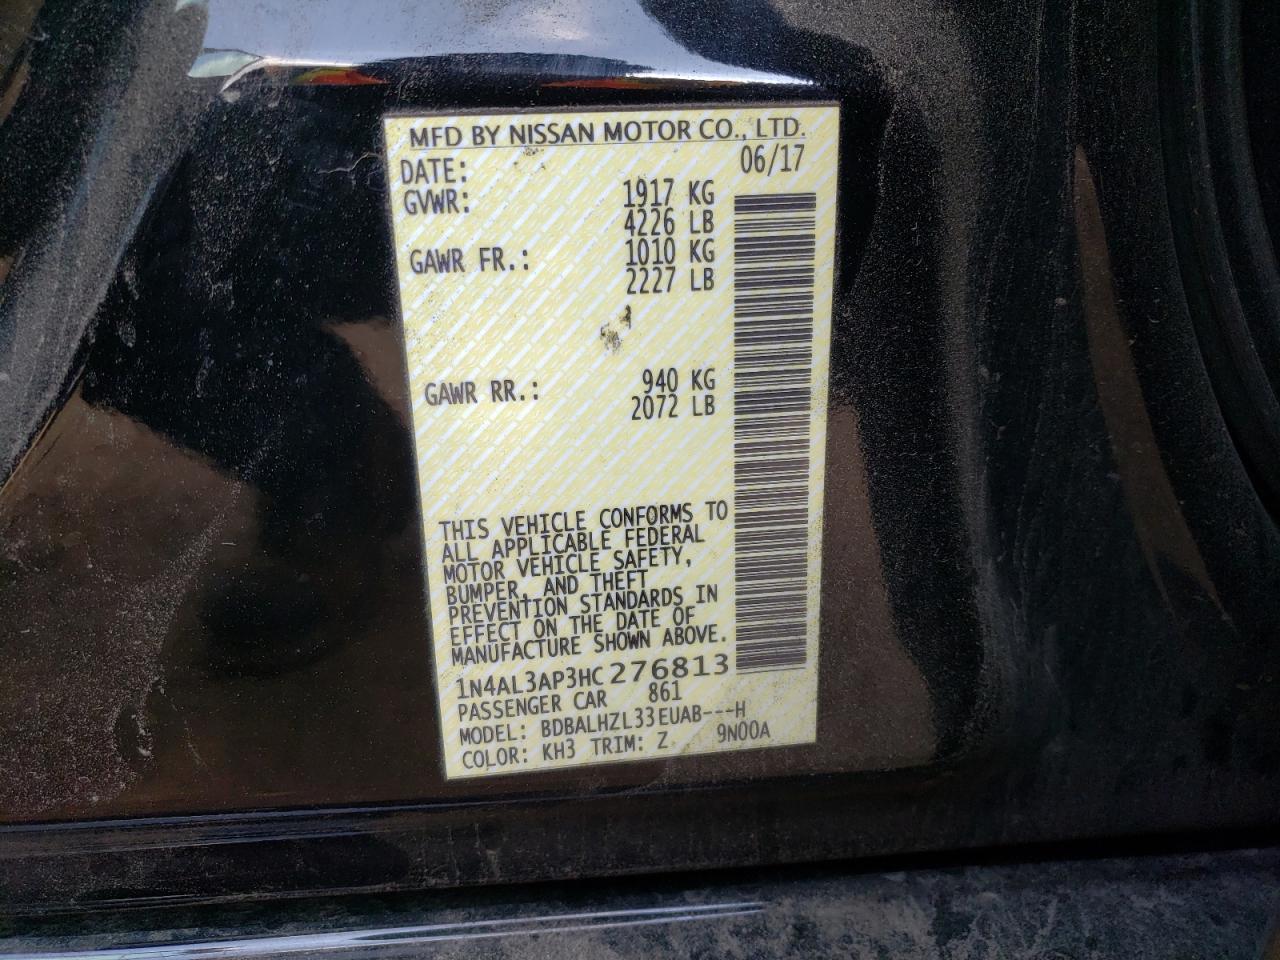 MFD BY NISSAN MOTOR CO., LTD.
DATE: 06/17
GVWR: 1917 KG
4226 LB
GAWR FR.: 1010 KG
2227 LB
GAWR RR.: 940 KG
2072 LB
THIS VEHICLE CONFORMS TO
ALL APPLICABLE FEDERAL
MOTOR VEHICLE SAFETY,
BUMPER, AND THEFT
PREVENTION STANDARDS IN
EFFECT ON THE DATE OF
MANUFACTURE SHOWN ABOVE.
1N4AL3AP3HC276813
PASSENGER CAR 861
MODEL: BDBALHZL33EUAB---H
COLOR: KH3 TRIM: Z 9N00A